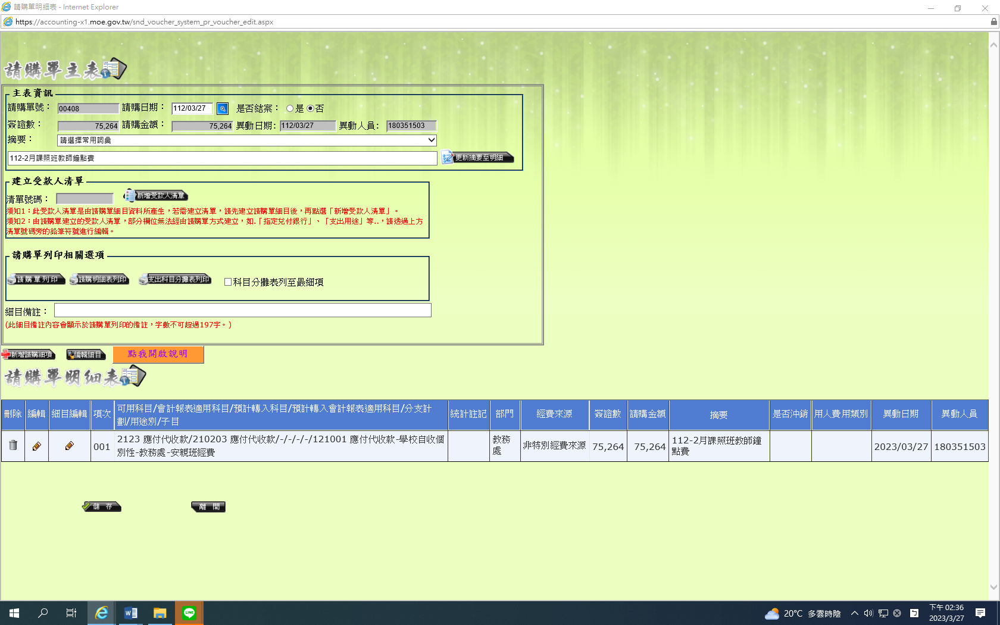 請購單明細表 - Internet Explorer
https://accounting-x1.moe.gov.tw/snd_voucher_system_pr_voucher_edit.aspx
請購單主表
主表資訊
請購單號： 00408 請購日期： 112/03/27 是否結案： 是 否
簽證數： 75,264 請購金額： 75,264 異動日期: 112/03/27 異動人員: 180351503
摘要： 請選擇常用詞彙
112-2月課照班教師鐘點費 更新摘要至明細
建立受款人清單
清單號碼： 新增受款人清單
須知1：此受款人清單是由請購單細目資料所產生，若需建立清單，請先建立請購單細目後，再點選「新增受款人清單」。
須知2：由請購單建立的受款人清單，部分欄位無法經由請購單方式建立，如.「指定兌付銀行」、「支出用途」等..，請透過上方
清單號碼旁的鉛筆符號進行編輯。
請購單列印相關選項
請購單列印 請購明細表列印 支出科目分攤表列印 科目分攤表列至最細項
細目備註：
(此細目備註內容會顯示於請購單列印的備註，字數不可超過197字。)
新增請購細項 編輯細目 點我開啟說明
請購單明細表
刪除 編輯 細目編輯 項次 可用科目/會計報表適用科目/預計轉入科目/預計轉入會計報表適用科目/分支計 統計註記 部門 經費來源 簽證數 請購金額 摘要 是否沖銷 用人費用類別 異動日期 異動人員
劃/用途別/子目
001 2123 應付代收款/210203 應付代收款/-/-/-/-/121001 應付代收款-學校自收個 教務 非特別經費來源 75,264 75,264 112-2月課照班教師鐘 2023/03/27 180351503
別性-教務處-安親班經費 處 點費
儲 存 離 開
LINE
20°C 多雲時陰
下午 02:36
2023/3/27